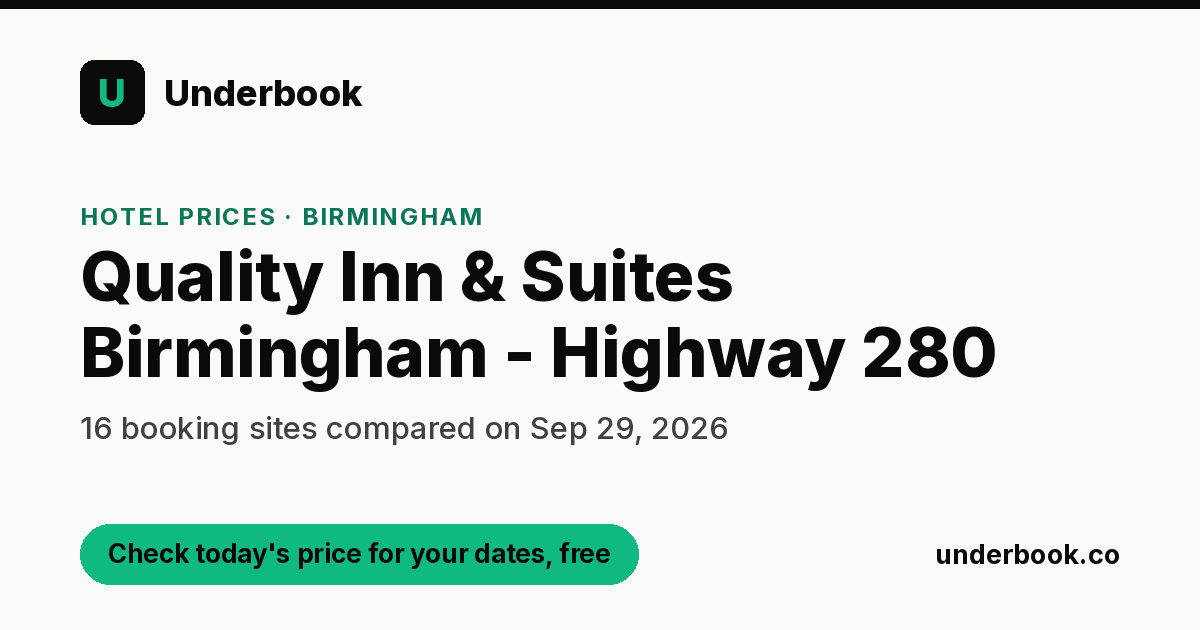 U
Underbook
HOTEL PRICES · BIRMINGHAM
Quality Inn & Suites
Birmingham - Highway 280
16 booking sites compared on Sep 29, 2026
Check today's price for your dates, free
underbook.co